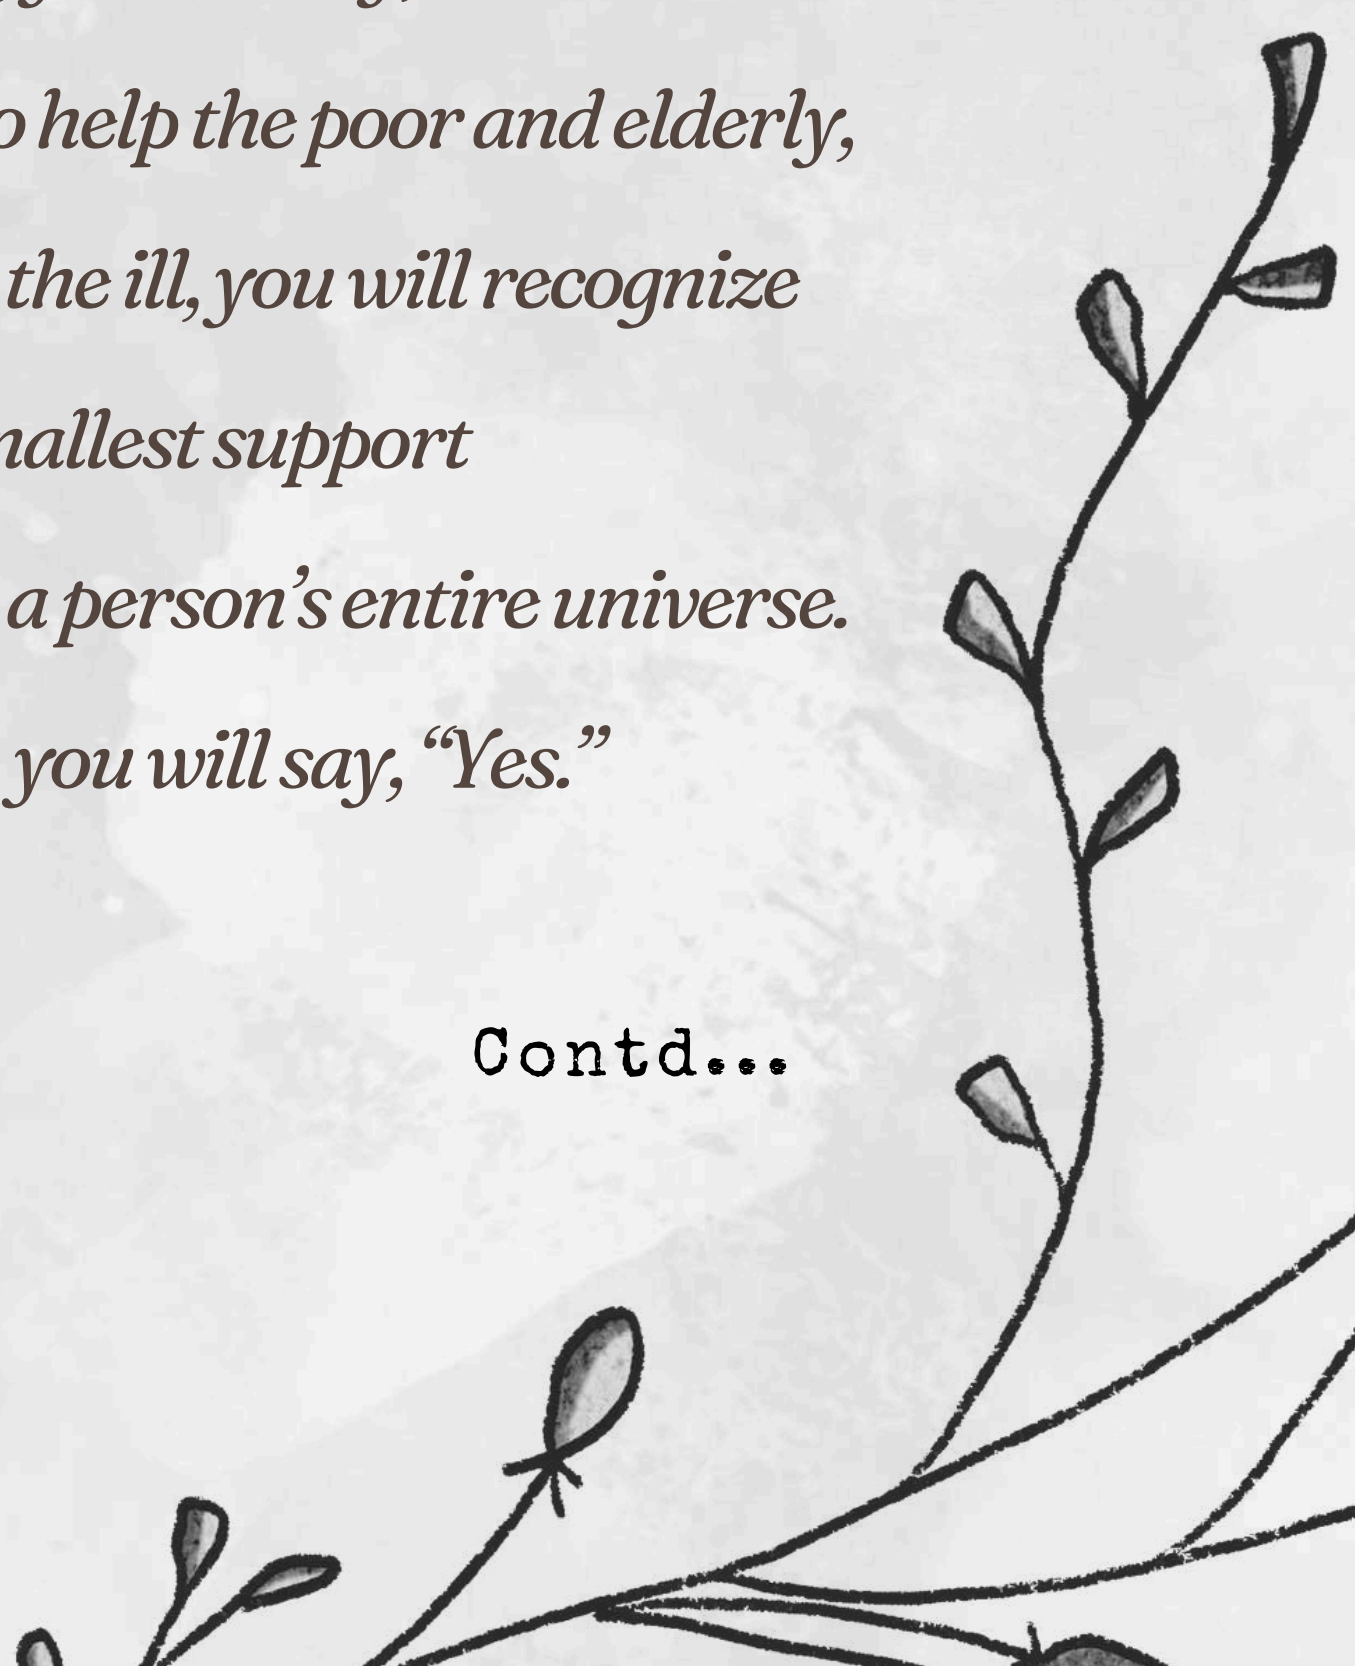 help the poor and elderly,
the ill, you will recognize
support
a person’s entire universe.
you will say, “Yes.”
Contd...